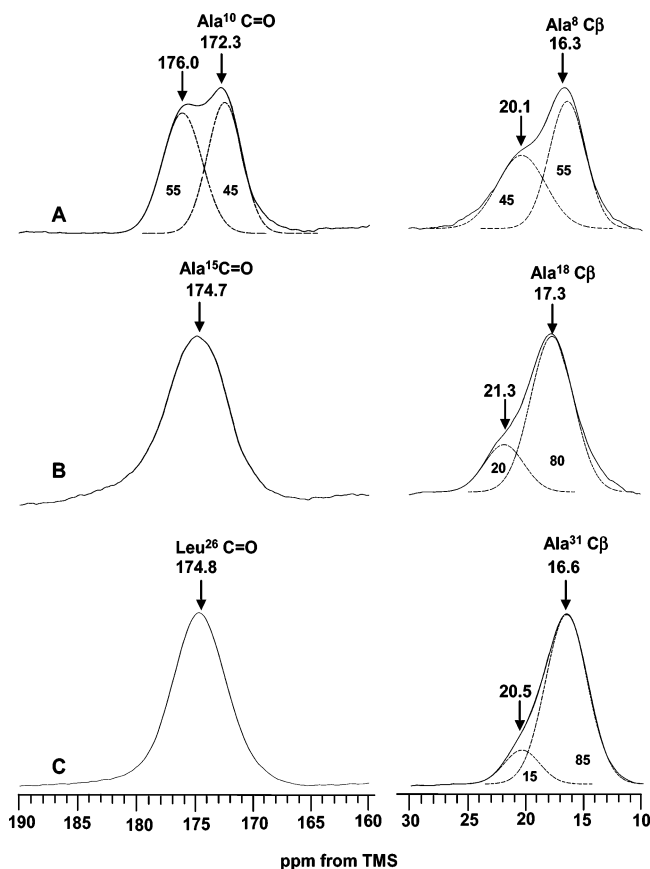 Ala¹⁰ C=O
172.3
176.0
55
45
A
Ala⁸ Cβ
16.3
20.1
45
55
Ala¹⁵C=O
174.7
B
Ala¹⁸ Cβ
17.3
21.3
20
80
Leu²⁶ C=O
174.8
C
Ala³¹ Cβ
16.6
20.5
15
85
190 185 180 175 170 165 160
30 25 20 15 10
ppm from TMS